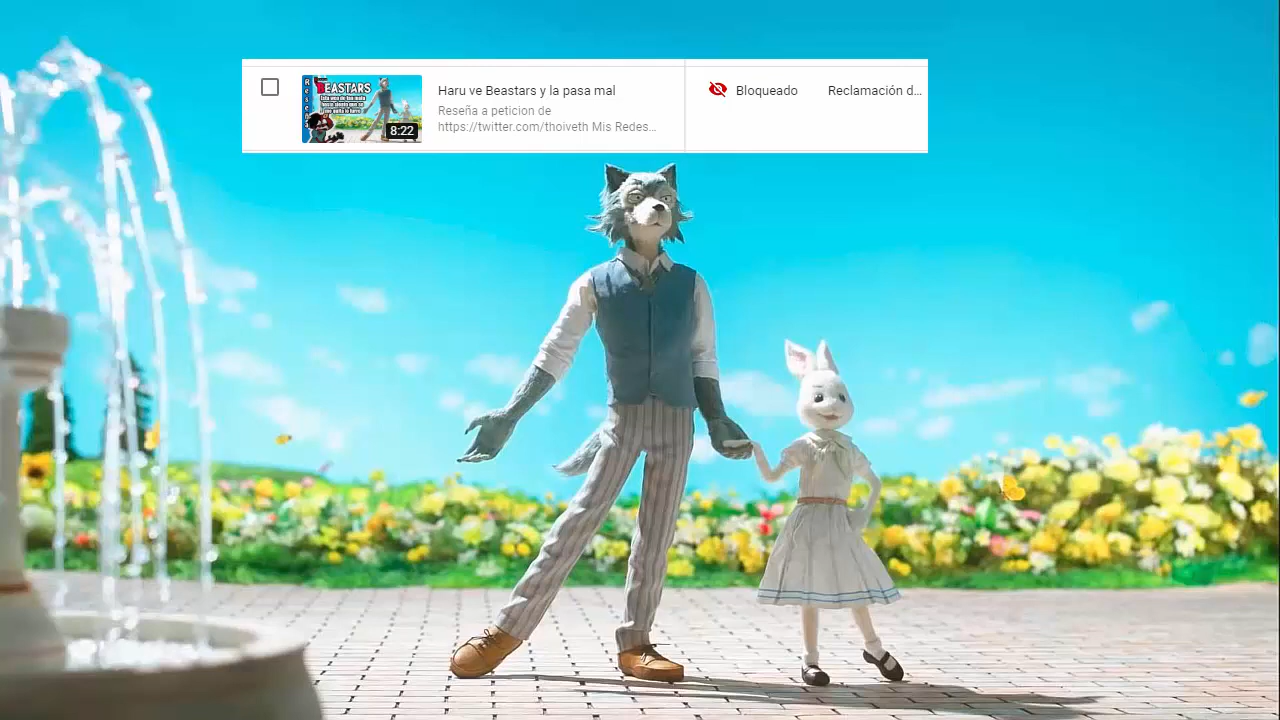 Haru ve Beastars y la pasa mal
Bloqueado
Reclamación d...
Reseña a peticion de
https://twitter.com/thoiveth Mis Redes...
BEASTARS
8:22